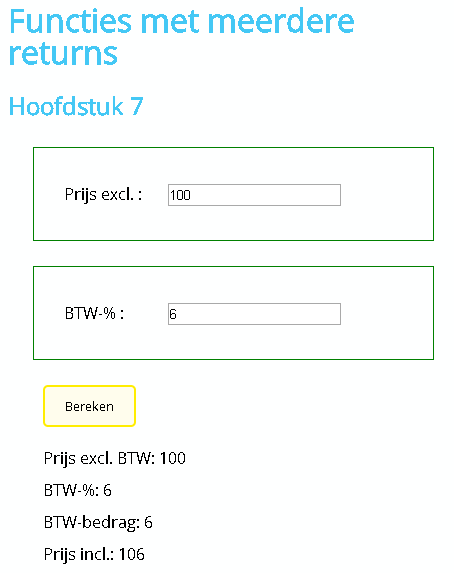 Functies met meerdere
returns
Hoofdstuk 7
Prijs excl. : 100
BTW-% : 6
Bereken
Prijs excl. BTW: 100
BTW-%: 6
BTW-bedrag: 6
Prijs incl.: 106